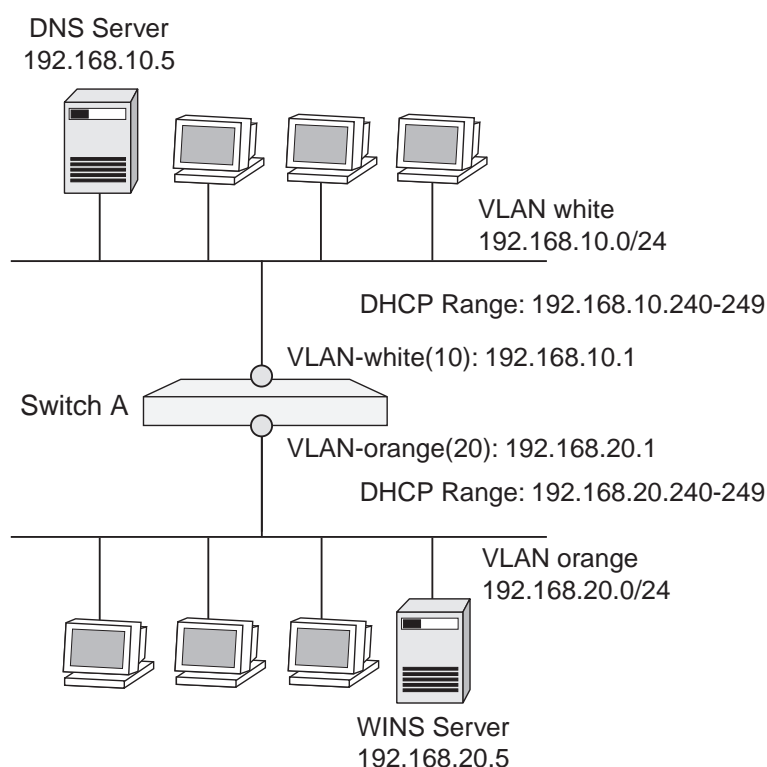 DNS Server
192.168.10.5
VLAN white
192.168.10.0/24
DHCP Range: 192.168.10.240-249
VLAN-white(10): 192.168.10.1
Switch A
VLAN-orange(20): 192.168.20.1
DHCP Range: 192.168.20.240-249
VLAN orange
192.168.20.0/24
WINS Server
192.168.20.5